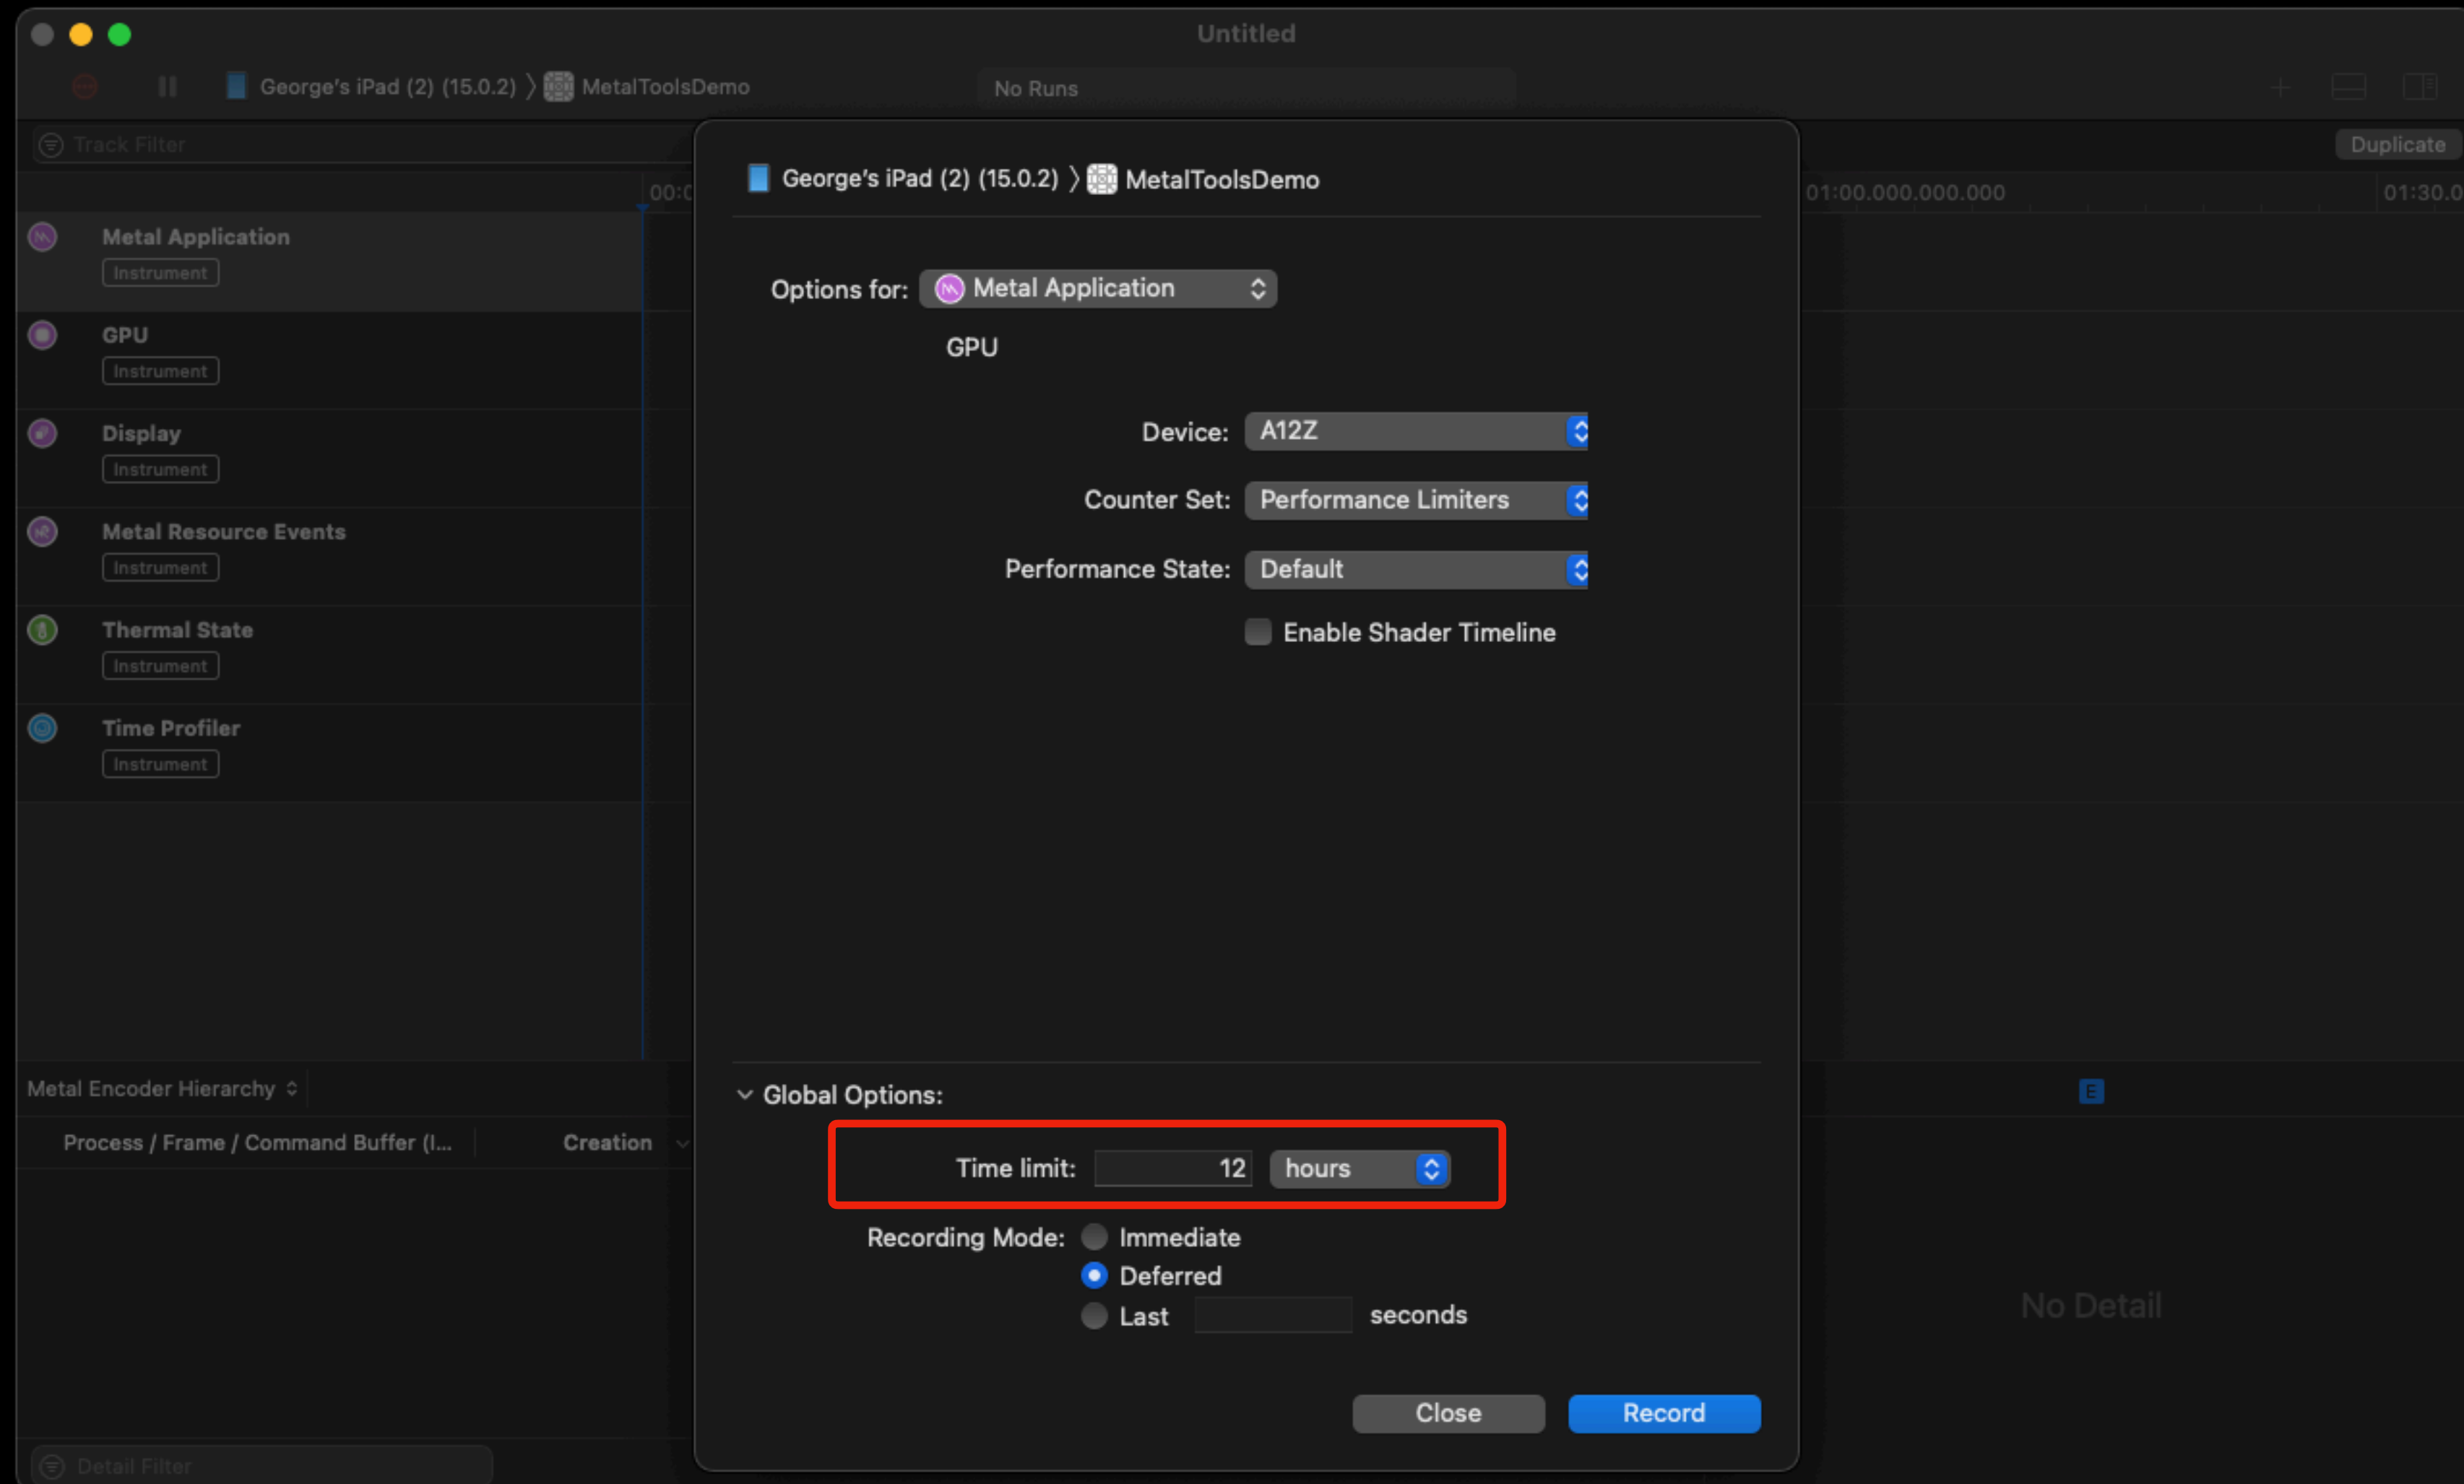 Untitled
George's iPad (2) (15.0.2) 〉 MetalToolsDemo
No Runs
Track Filter
Duplicate
George's iPad (2) (15.0.2) 〉 MetalToolsDemo
01:00.000.000.000
Metal Application
Instrument
GPU
Instrument
Display
Instrument
Metal Resource Events
Instrument
Thermal State
Instrument
Time Profiler
Instrument
Options for: Metal Application
GPU
Device: A12Z
Counter Set: Performance Limiters
Performance State: Default
Enable Shader Timeline
Metal Encoder Hierarchy
Process / Frame / Command Buffer (I... Creation
Global Options:
Time limit: 12 hours
Recording Mode: Immediate
Deferred
Last seconds
Close Record
E
No Detail
Detail Filter